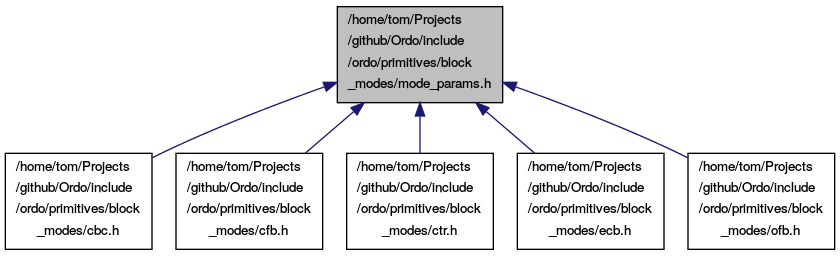 /home/tom/Projects
/github/Ordo/include
/ordo/primitives/block
_modes/mode_params.h
/home/tom/Projects
/github/Ordo/include
/ordo/primitives/block
_modes/cbc.h
/home/tom/Projects
/github/Ordo/include
/ordo/primitives/block
_modes/cfb.h
/home/tom/Projects
/github/Ordo/include
/ordo/primitives/block
_modes/ctr.h
/home/tom/Projects
/github/Ordo/include
/ordo/primitives/block
_modes/ecb.h
/home/tom/Projects
/github/Ordo/include
/ordo/primitives/block
_modes/ofb.h